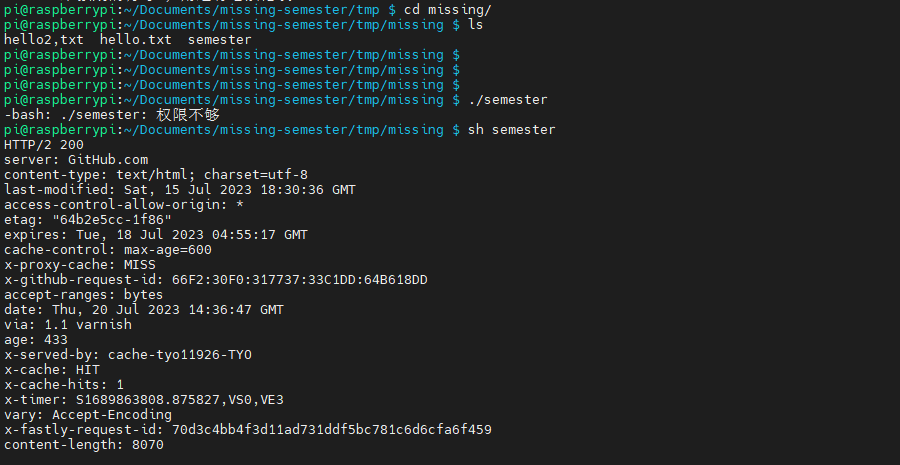 pi@raspberrypi:~/Documents/missing-semester/tmp $ cd missing/
pi@raspberrypi:~/Documents/missing-semester/tmp/missing $ ls
hello2,txt  hello.txt  semester
pi@raspberrypi:~/Documents/missing-semester/tmp/missing $
pi@raspberrypi:~/Documents/missing-semester/tmp/missing $
pi@raspberrypi:~/Documents/missing-semester/tmp/missing $
pi@raspberrypi:~/Documents/missing-semester/tmp/missing $ ./semester
-bash: ./semester: 权限不够
pi@raspberrypi:~/Documents/missing-semester/tmp/missing $ sh semester
HTTP/2 200
server: GitHub.com
content-type: text/html; charset=utf-8
last-modified: Sat, 15 Jul 2023 18:30:36 GMT
access-control-allow-origin: *
etag: "64b2e5cc-1f86"
expires: Tue, 18 Jul 2023 04:55:17 GMT
cache-control: max-age=600
x-proxy-cache: MISS
x-github-request-id: 66F2:30F0:317737:33C1DD:64B618DD
accept-ranges: bytes
date: Thu, 20 Jul 2023 14:36:47 GMT
via: 1.1 varnish
age: 433
x-served-by: cache-tyo11926-TYO
x-cache: HIT
x-cache-hits: 1
x-timer: S1689863808.875827,VS0,VE3
vary: Accept-Encoding
x-fastly-request-id: 70d3c4bb4f3d11ad731ddf5bc781c6d6cfa6f459
content-length: 8070